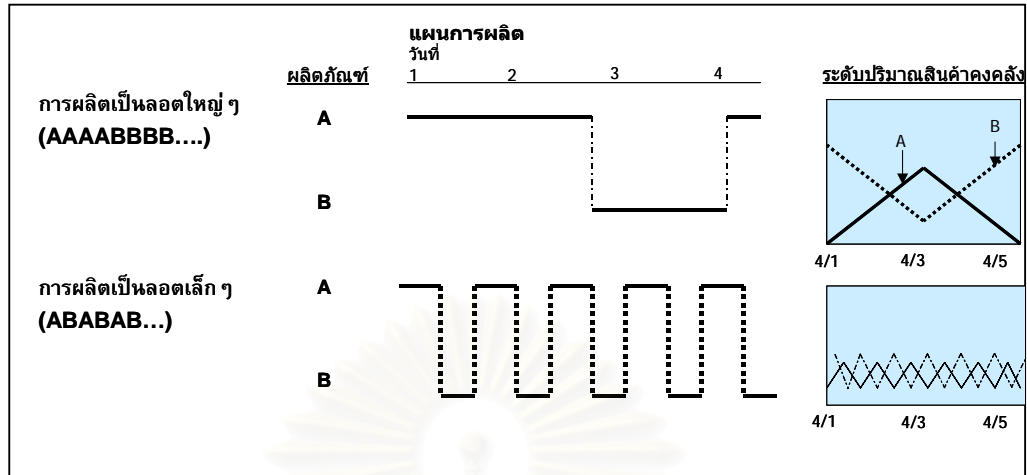 แผนการผลิต
วันที่
ผลิตภัณฑ์ 1 2 3 4 ระดับปริมาณสินค้าคงคลัง
การผลิตเป็นลอตใหญ่ ๆ
(AAAABBBB....)
A
B
A B
4/1 4/3 4/5
การผลิตเป็นลอตเล็ก ๆ
(ABABAB...)
A
B
4/1 4/3 4/5